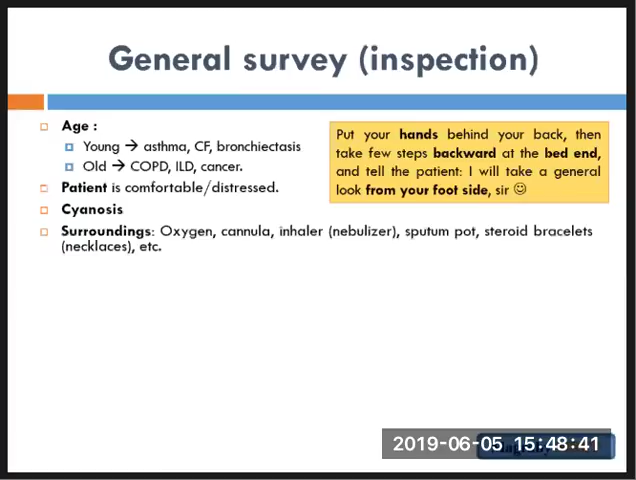 General survey (inspection)
Age :
Young → asthma, CF, bronchiectasis
Old → COPD, ILD, cancer.
Patient is comfortable/distressed.
Cyanosis
Surroundings: Oxygen, cannula, inhaler (nebulizer), sputum pot, steroid bracelets
(necklaces), etc.
Put your hands behind your back, then
take few steps backward at the bed end,
and tell the patient: I will take a general
look from your foot side, sir ☺
2019-06-05 15:48:41